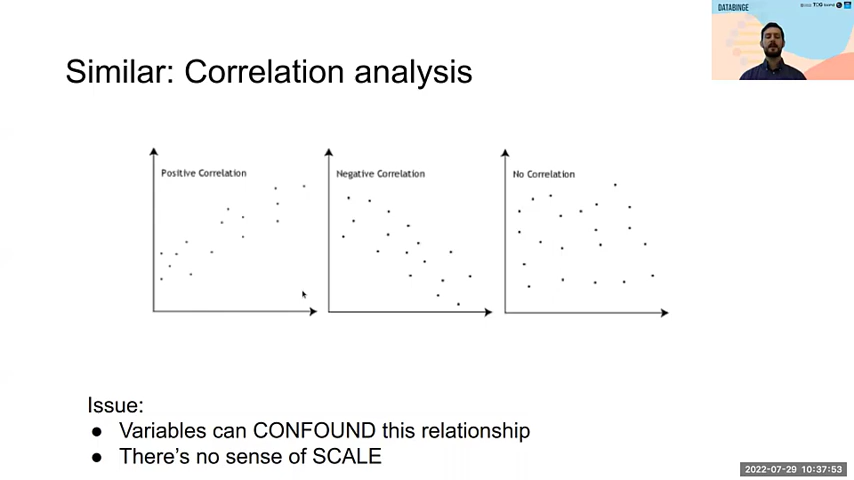 DATABINGE
Similar: Correlation analysis
Positive Correlation
Negative Correlation
No Correlation
Issue:
● Variables can CONFOUND this relationship
● There's no sense of SCALE
2022-07-29 10:37:53